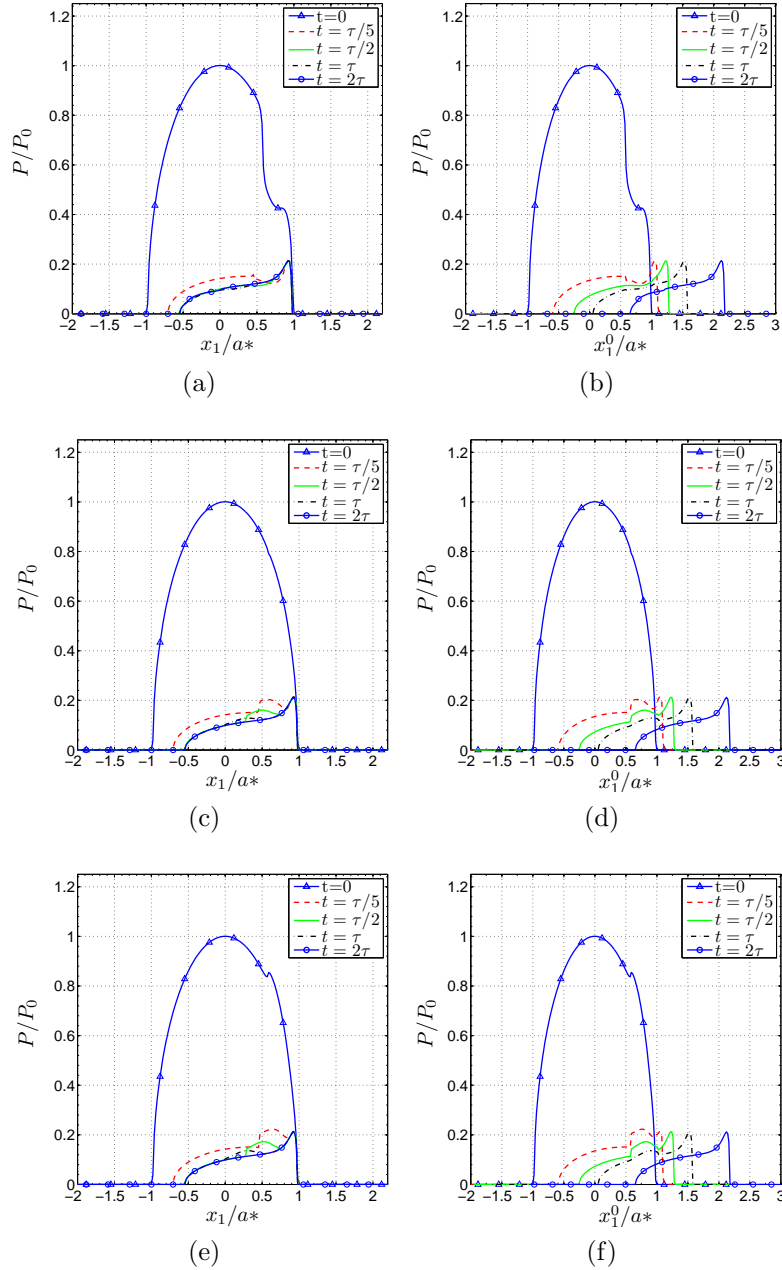 t=0
t = τ/5
t = τ/2
t = τ
t = 2τ
P/P₀
1.2
1
0.8
0.6
0.4
0.2
0
−2 −1.5 −1 −0.5 0 0.5 1 1.5 2
x₁/a*
(a)
t=0
t = τ/5
t = τ/2
t = τ
t = 2τ
P/P₀
1.2
1
0.8
0.6
0.4
0.2
0
−2 −1.5 −1 −0.5 0 0.5 1 1.5 2 2.5 3
x₁⁰/a*
(b)
t=0
t = τ/5
t = τ/2
t = τ
t = 2τ
P/P₀
1.2
1
0.8
0.6
0.4
0.2
0
−2 −1.5 −1 −0.5 0 0.5 1 1.5 2
x₁/a*
(c)
t=0
t = τ/5
t = τ/2
t = τ
t = 2τ
P/P₀
1.2
1
0.8
0.6
0.4
0.2
0
−2 −1.5 −1 −0.5 0 0.5 1 1.5 2 2.5 3
x₁⁰/a*
(d)
t=0
t = τ/5
t = τ/2
t = τ
t = 2τ
P/P₀
1.2
1
0.8
0.6
0.4
0.2
0
−2 −1.5 −1 −0.5 0 0.5 1 1.5 2
x₁/a*
(e)
t=0
t = τ/5
t = τ/2
t = τ
t = 2τ
P/P₀
1.2
1
0.8
0.6
0.4
0.2
0
−2 −1.5 −1 −0.5 0 0.5 1 1.5 2 2.5 3
x₁⁰/a*
(f)